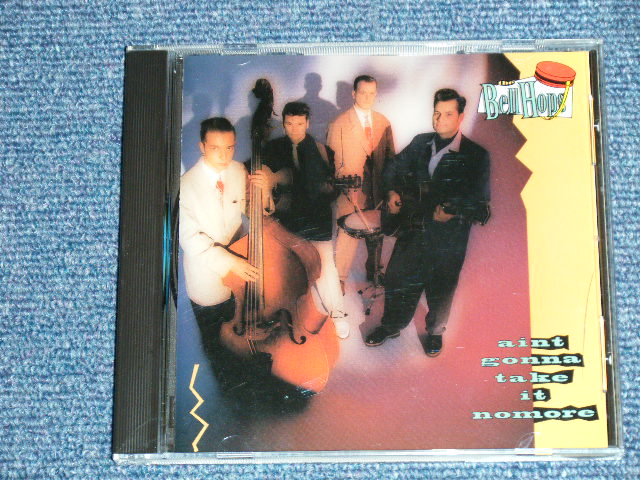 the
BellHops
aint
gonna
take
it
nomore